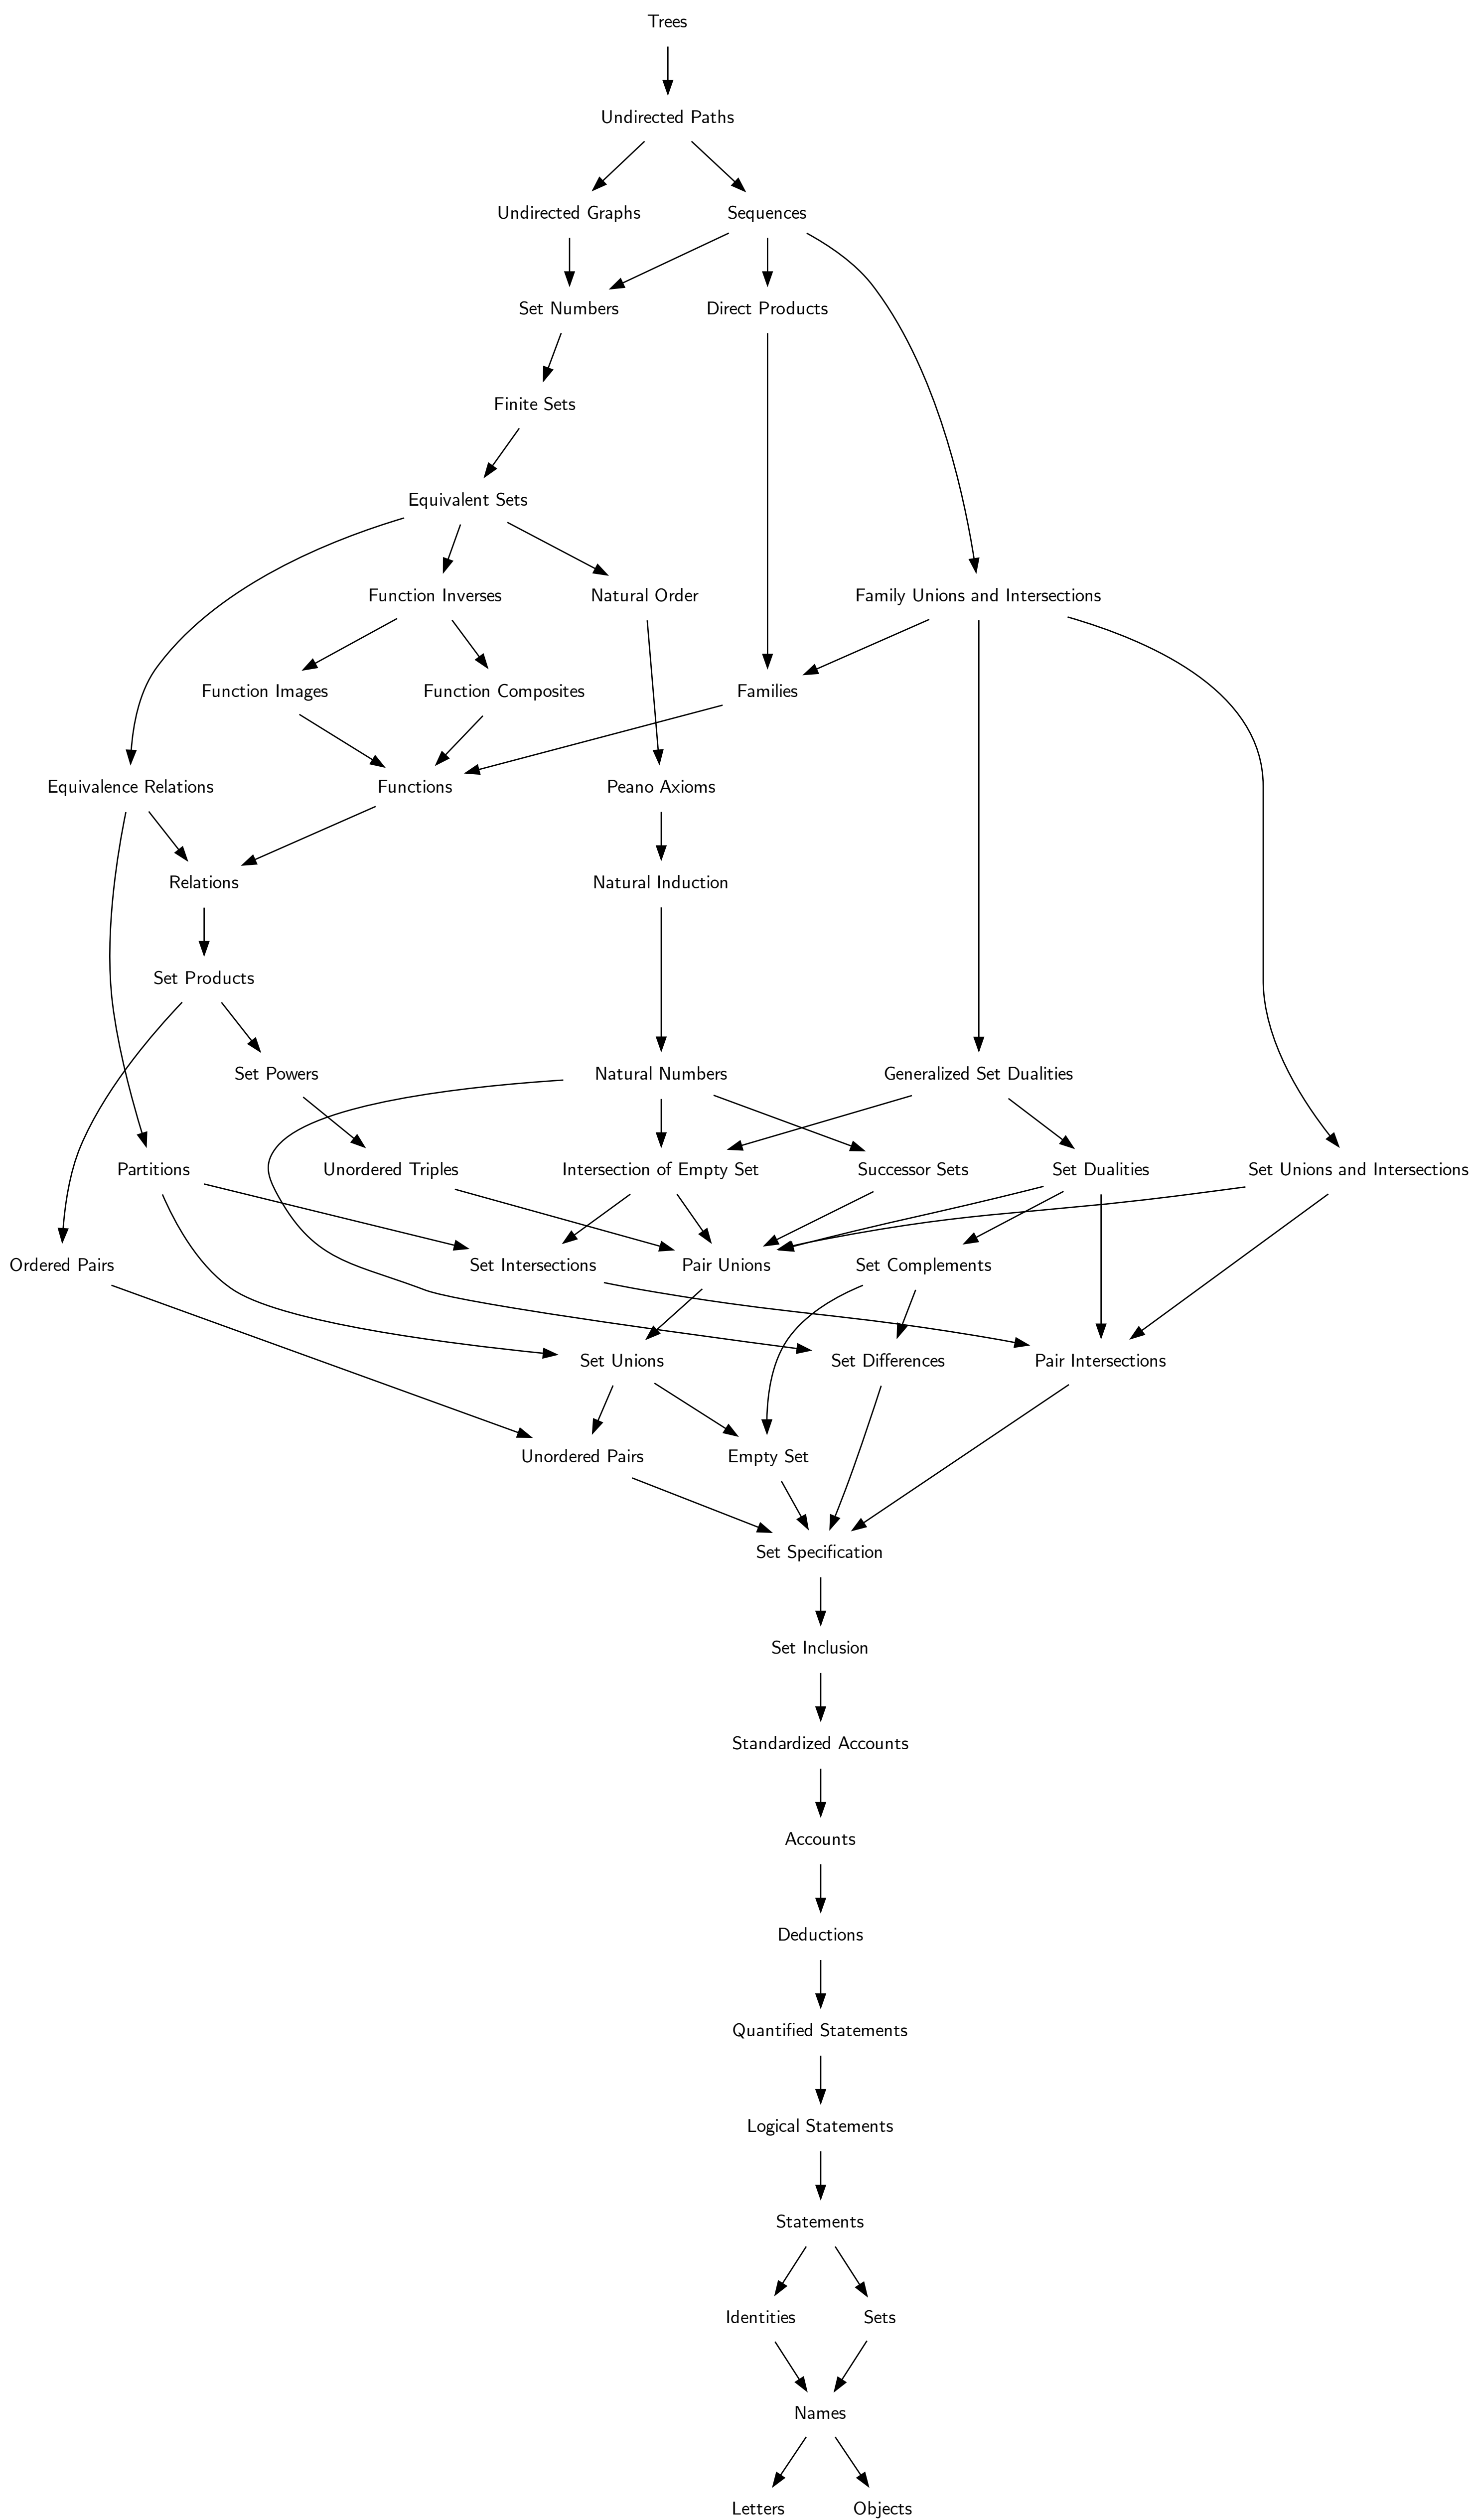 Trees
Undirected Paths
Undirected Graphs
Sequences
Set Numbers
Direct Products
Finite Sets
Equivalent Sets
Function Inverses
Natural Order
Family Unions and Intersections
Function Images
Function Composites
Families
Equivalence Relations
Functions
Peano Axioms
Relations
Natural Induction
Set Products
Set Powers
Natural Numbers
Generalized Set Dualities
Partitions
Unordered Triples
Intersection of Empty Set
Successor Sets
Set Dualities
Set Unions and Intersections
Ordered Pairs
Set Intersections
Pair Unions
Set Complements
Set Unions
Set Differences
Pair Intersections
Unordered Pairs
Empty Set
Set Specification
Set Inclusion
Standardized Accounts
Accounts
Deductions
Quantified Statements
Logical Statements
Statements
Identities
Sets
Names
Letters
Objects